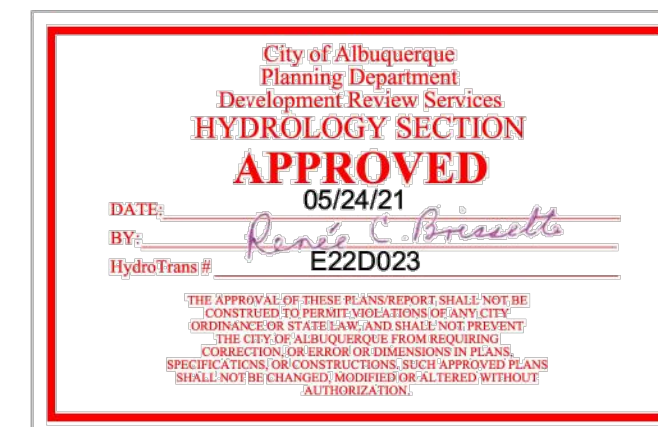 City of Albuquerque
Planning Department
Development Review Services
HYDROLOGY SECTION
APPROVED
DATE: 05/24/21
BY: Renée C. Brissette
HydroTrans # E22D023
THE APPROVAL OF THESE PLANS/REPORT SHALL NOT BE
CONSTRUED TO PERMIT VIOLATIONS OF ANY CITY
ORDINANCE OR STATE LAW, AND SHALL NOT PREVENT
THE CITY OF ALBUQUERQUE FROM REQUIRING
CORRECTION, OR ERROR OR DIMENSIONS IN PLANS,
SPECIFICATIONS, OR CONSTRUCTIONS. SUCH APPROVED PLANS
SHALL NOT BE CHANGED, MODIFIED OR ALTERED WITHOUT
AUTHORIZATION.